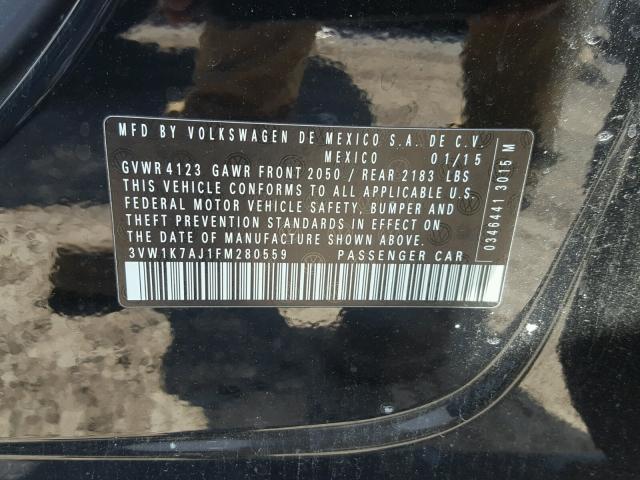 MFD BY VOLKSWAGEN DE MEXICO S.A. DE C.V.
MEXICO 01/15
GVWR 4123 GAWR FRONT 2050 / REAR 2183 LBS
THIS VEHICLE CONFORMS TO ALL APPLICABLE U.S.
FEDERAL MOTOR VEHICLE SAFETY, BUMPER AND
THEFT PREVENTION STANDARDS IN EFFECT ON
THE DATE OF MANUFACTURE SHOWN ABOVE.
3VW1K7AJ1FM280559 PASSENGER CAR
0346441 3015 M